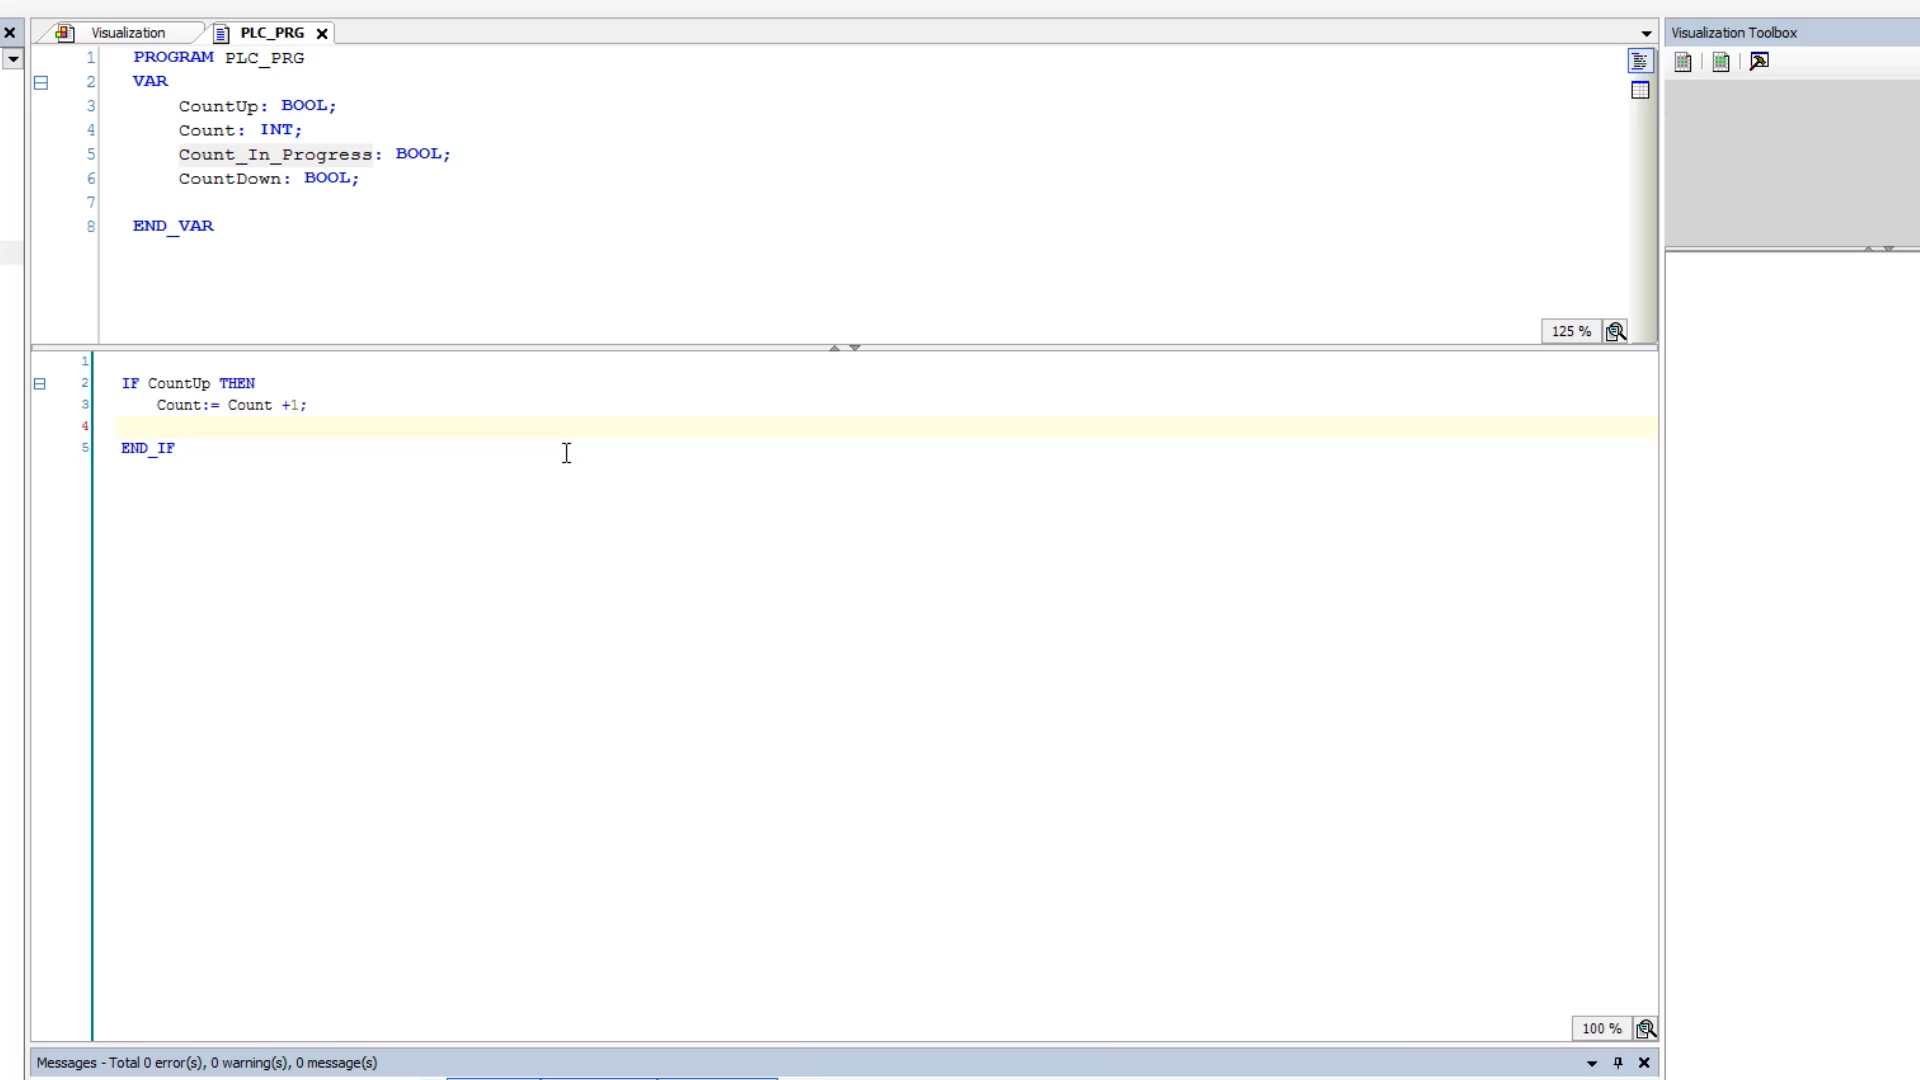 Visualization
PLC_PRG
Visualization Toolbox
1 PROGRAM PLC_PRG
2 VAR
3 CountUp: BOOL;
4 Count: INT;
5 Count_In_Progress: BOOL;
6 CountDown: BOOL;
7
8 END_VAR
125 %
1
2 IF CountUp THEN
3 Count:= Count +1;
4
5 END_IF
100 %
Messages - Total 0 error(s), 0 warning(s), 0 message(s)